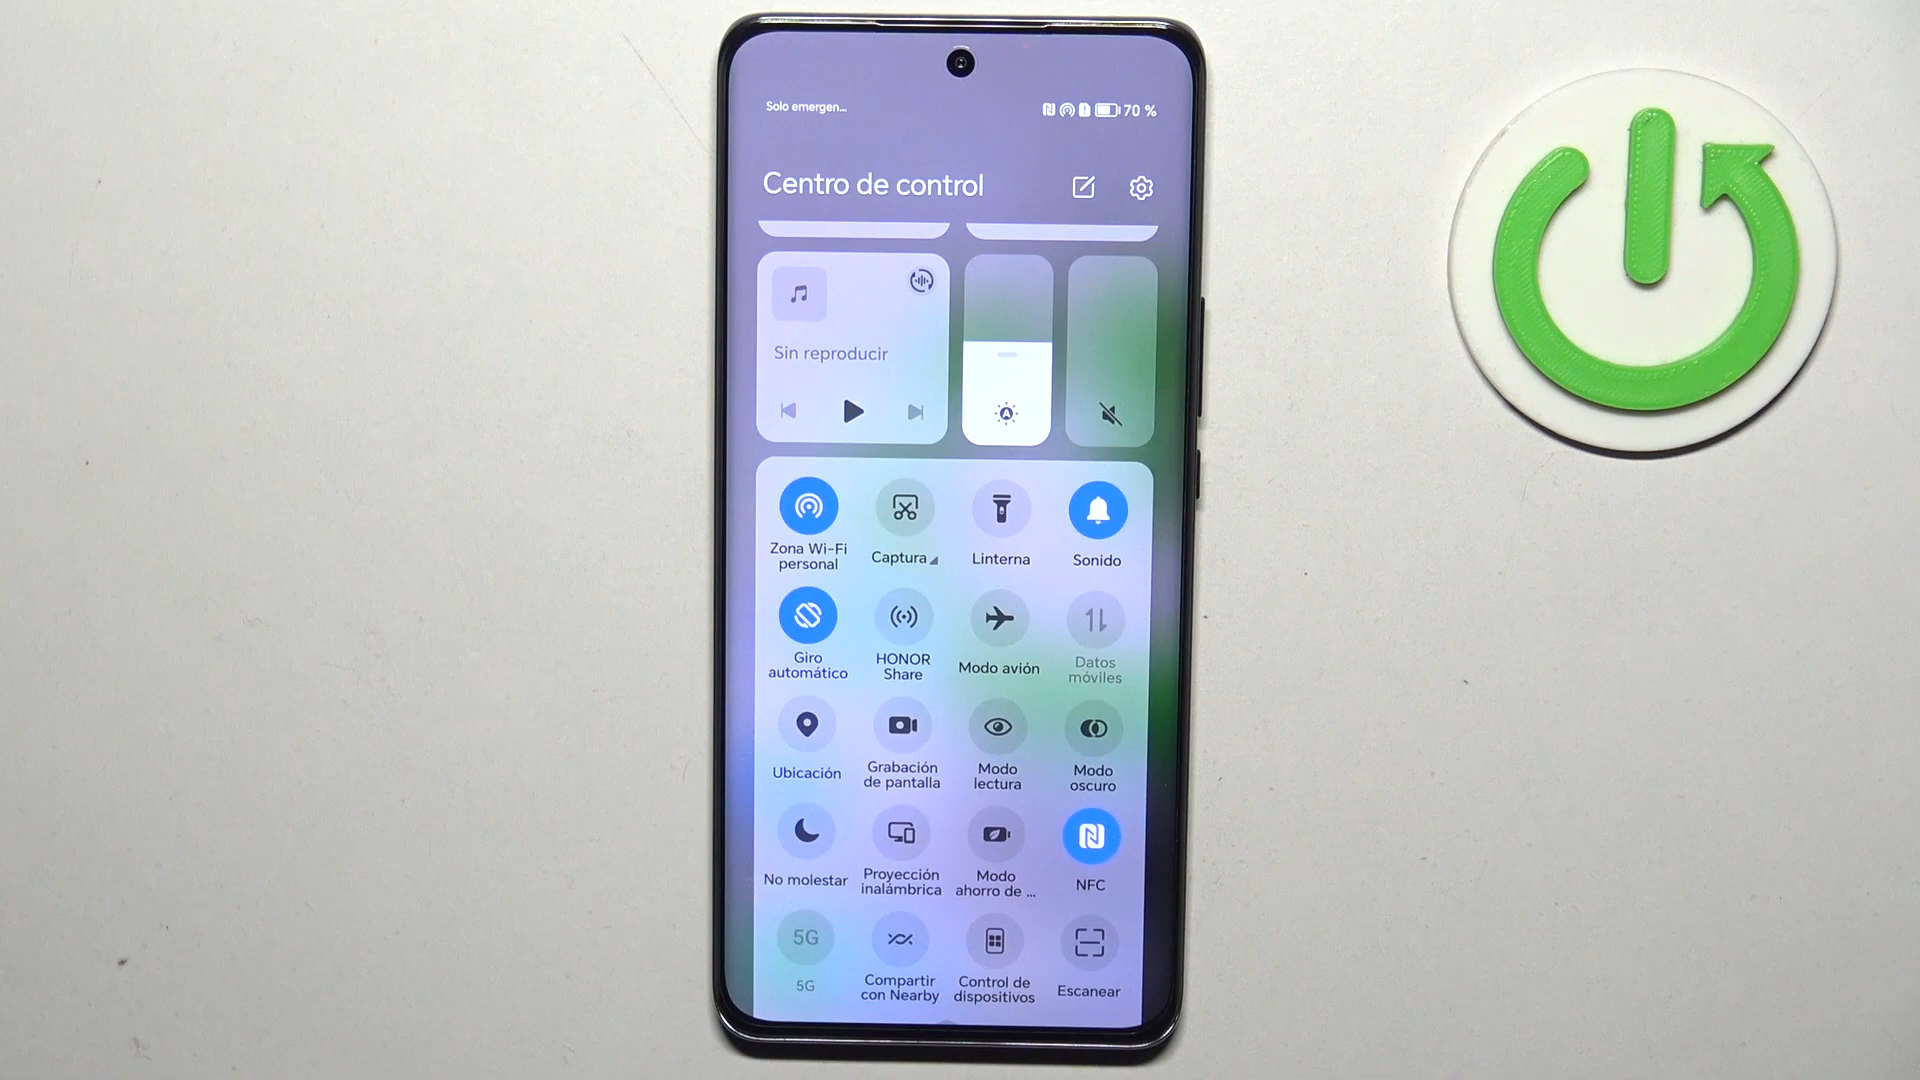 Solo emergen...
70 %
Centro de control
Sin reproducir
A
Zona Wi-Fi
personal
Captura
Linterna
Sonido
Giro
automático
HONOR
Share
Modo avión
Datos
móviles
Ubicación
Grabación
de pantalla
Modo
lectura
Modo
oscuro
No molestar
Proyección
inalámbrica
Modo
ahorro de ...
NFC
5G
5G
Compartir
con Nearby
Control de
dispositivos
Escanear